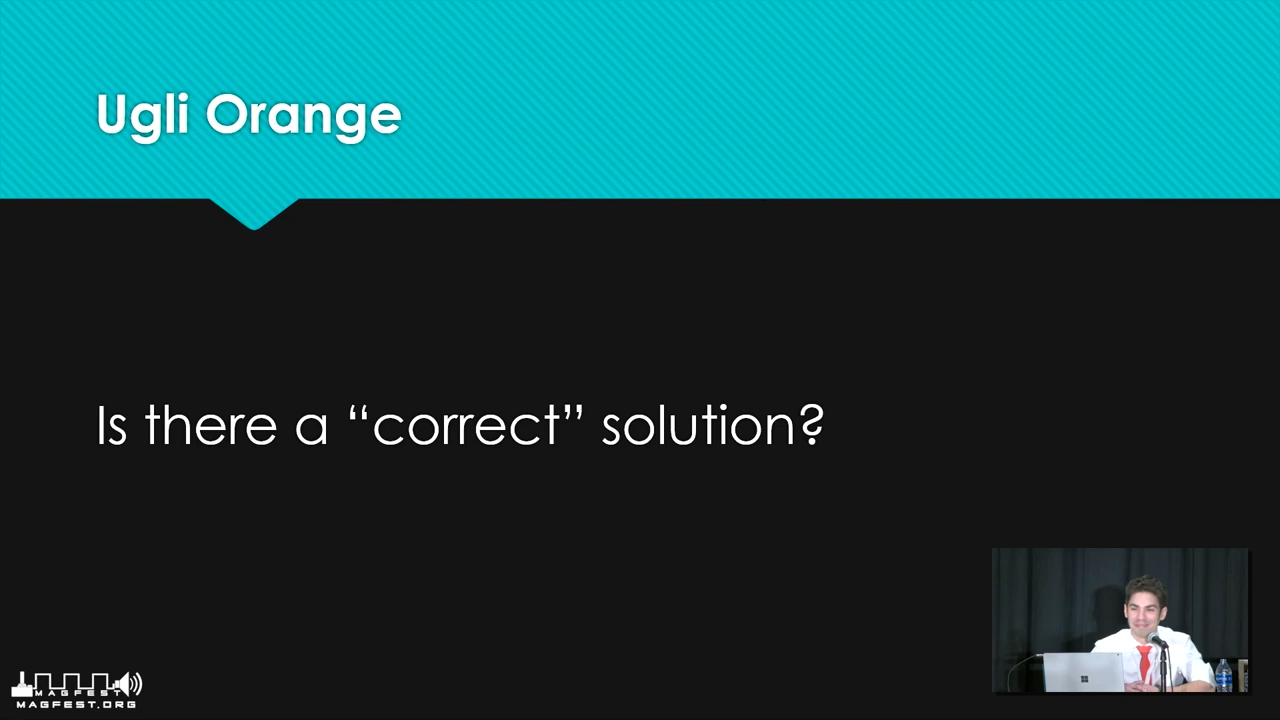 Ugli Orange
Is there a “correct” solution?
MAGFEST
MAGFEST.ORG